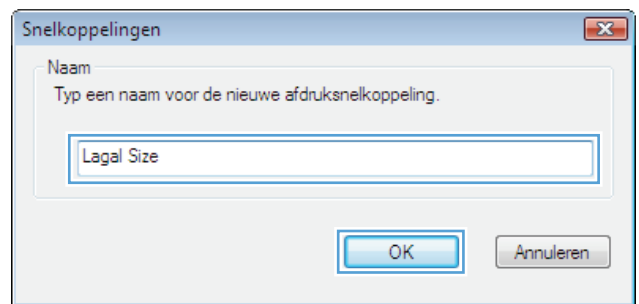 Snelkoppelingen
Naam
Typ een naam voor de nieuwe afdruksnelkoppeling.
Lagal Size
OK Annuleren